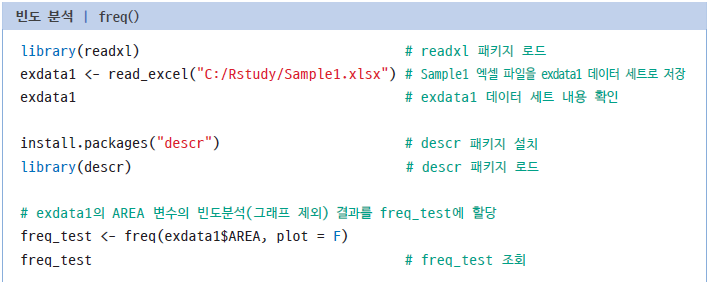 빈도 분석 | freq()
library(readxl) # readxl 패키지 로드
exdata1 <- read_excel("C:/Rstudy/Sample1.xlsx") # Sample1 엑셀 파일을 exdata1 데이터 세트로 저장
exdata1 # exdata1 데이터 세트 내용 확인
install.packages("descr") # descr 패키지 설치
library(descr) # descr 패키지 로드
# exdata1의 AREA 변수의 빈도분석(그래프 제외) 결과를 freq_test에 할당
freq_test <- freq(exdata1$AREA, plot = F)
freq_test # freq_test 조회